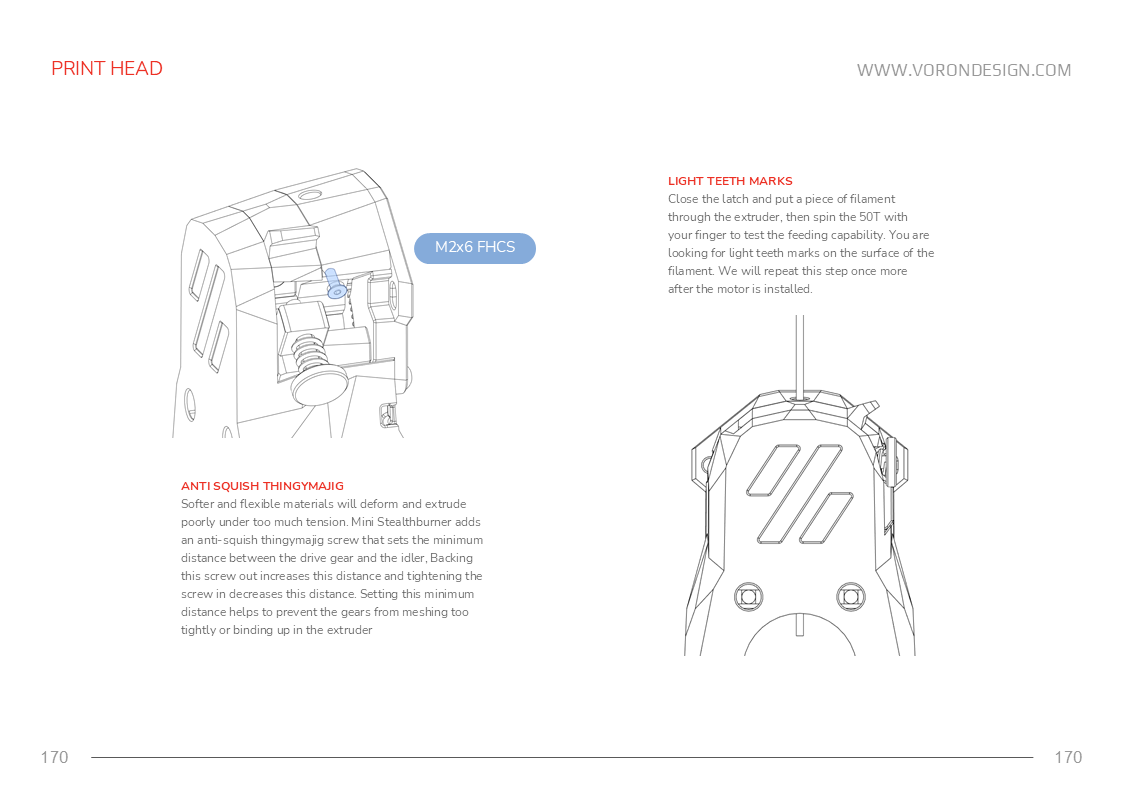 PRINT HEAD
WWW.VORONDESIGN.COM
M2x6 FHCS
ANTI SQUISH THINGYMAJIG
Softer and flexible materials will deform and extrude
poorly under too much tension. Mini Stealthburner adds
an anti-squish thingymajig screw that sets the minimum
distance between the drive gear and the idler, Backing
this screw out increases this distance and tightening the
screw in decreases this distance. Setting this minimum
distance helps to prevent the gears from meshing too
tightly or binding up in the extruder
LIGHT TEETH MARKS
Close the latch and put a piece of filament
through the extruder, then spin the 50T with
your finger to test the feeding capability. You are
looking for light teeth marks on the surface of the
filament. We will repeat this step once more
after the motor is installed.
170
170